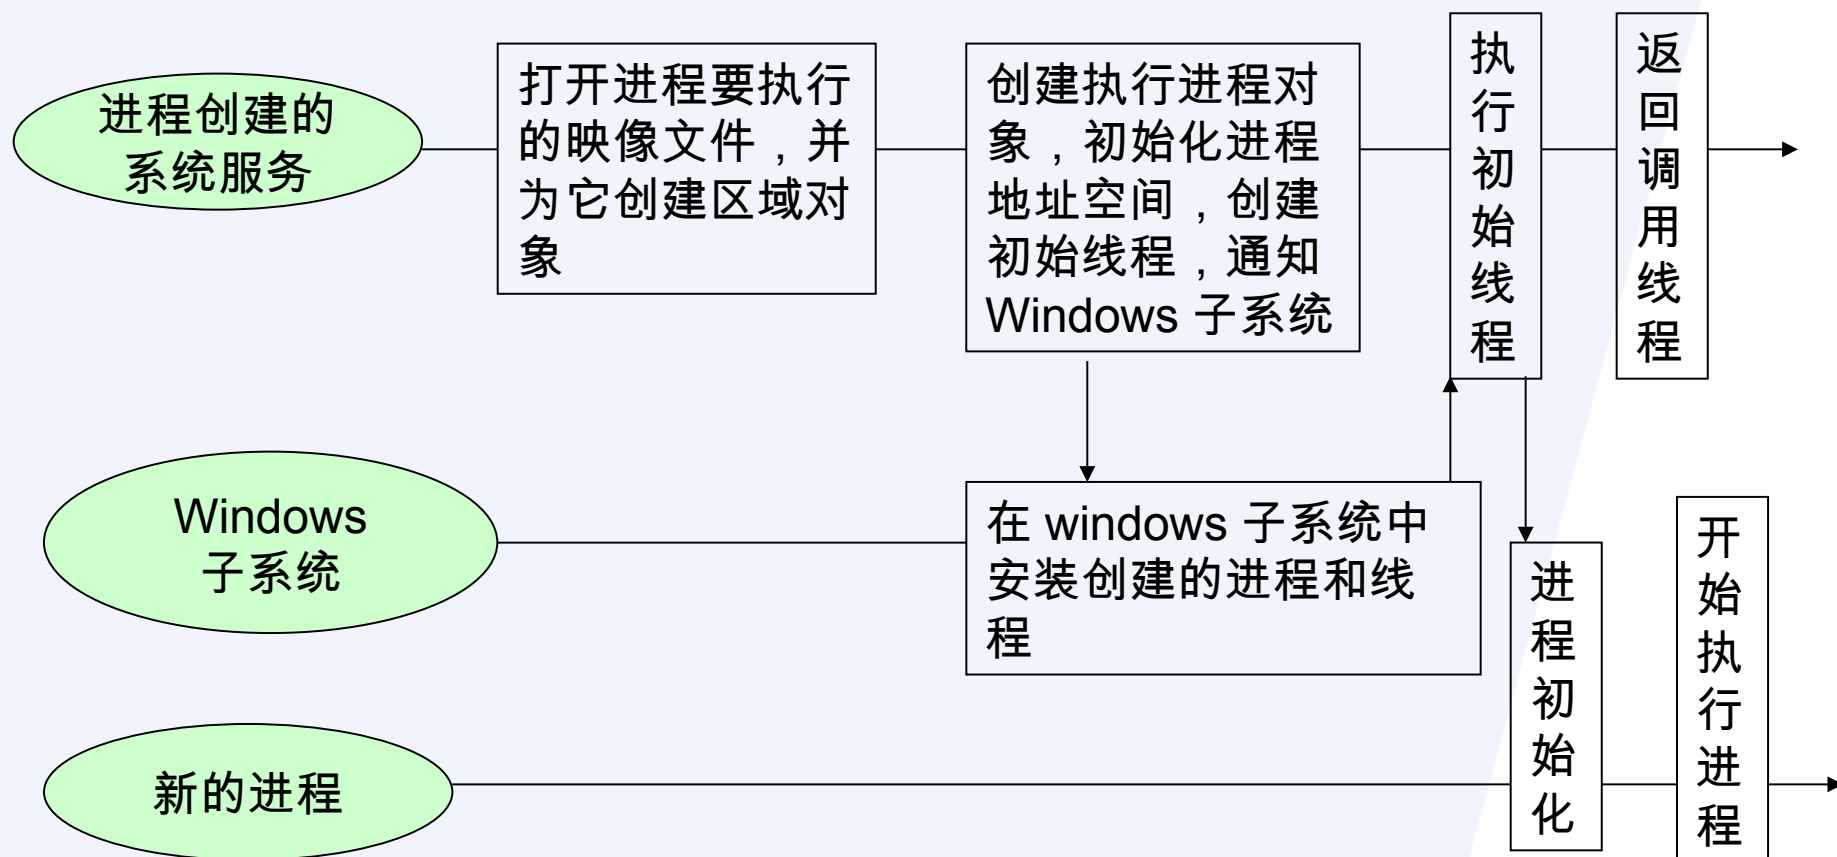 进程创建的
系统服务
打开进程要执行
的映像文件，并
为它创建区域对
象
创建执行进程对
象，初始化进程
地址空间，创建
初始线程，通知
Windows 子系统
执
行
初
始
线
程
返
回
调
用
线
程
Windows
子系统
在 windows 子系统中
安装创建的进程和线
程
新的进程
进
程
初
始
化
开
始
执
行
进
程